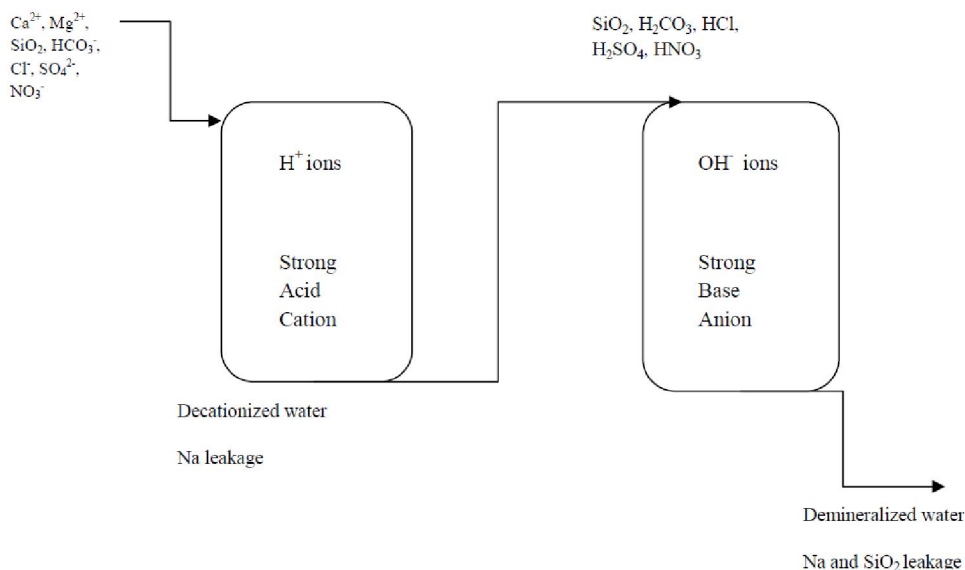 Ca²⁺, Mg²⁺,
SiO₂, HCO₃⁻,
Cl⁻, SO₄²⁻,
NO₃⁻
SiO₂, H₂CO₃, HCl,
H₂SO₄, HNO₃
H⁺ ions
Strong
Acid
Cation
OH⁻ ions
Strong
Base
Anion
Decationized water
Na leakage
Demineralized water
Na and SiO₂ leakage